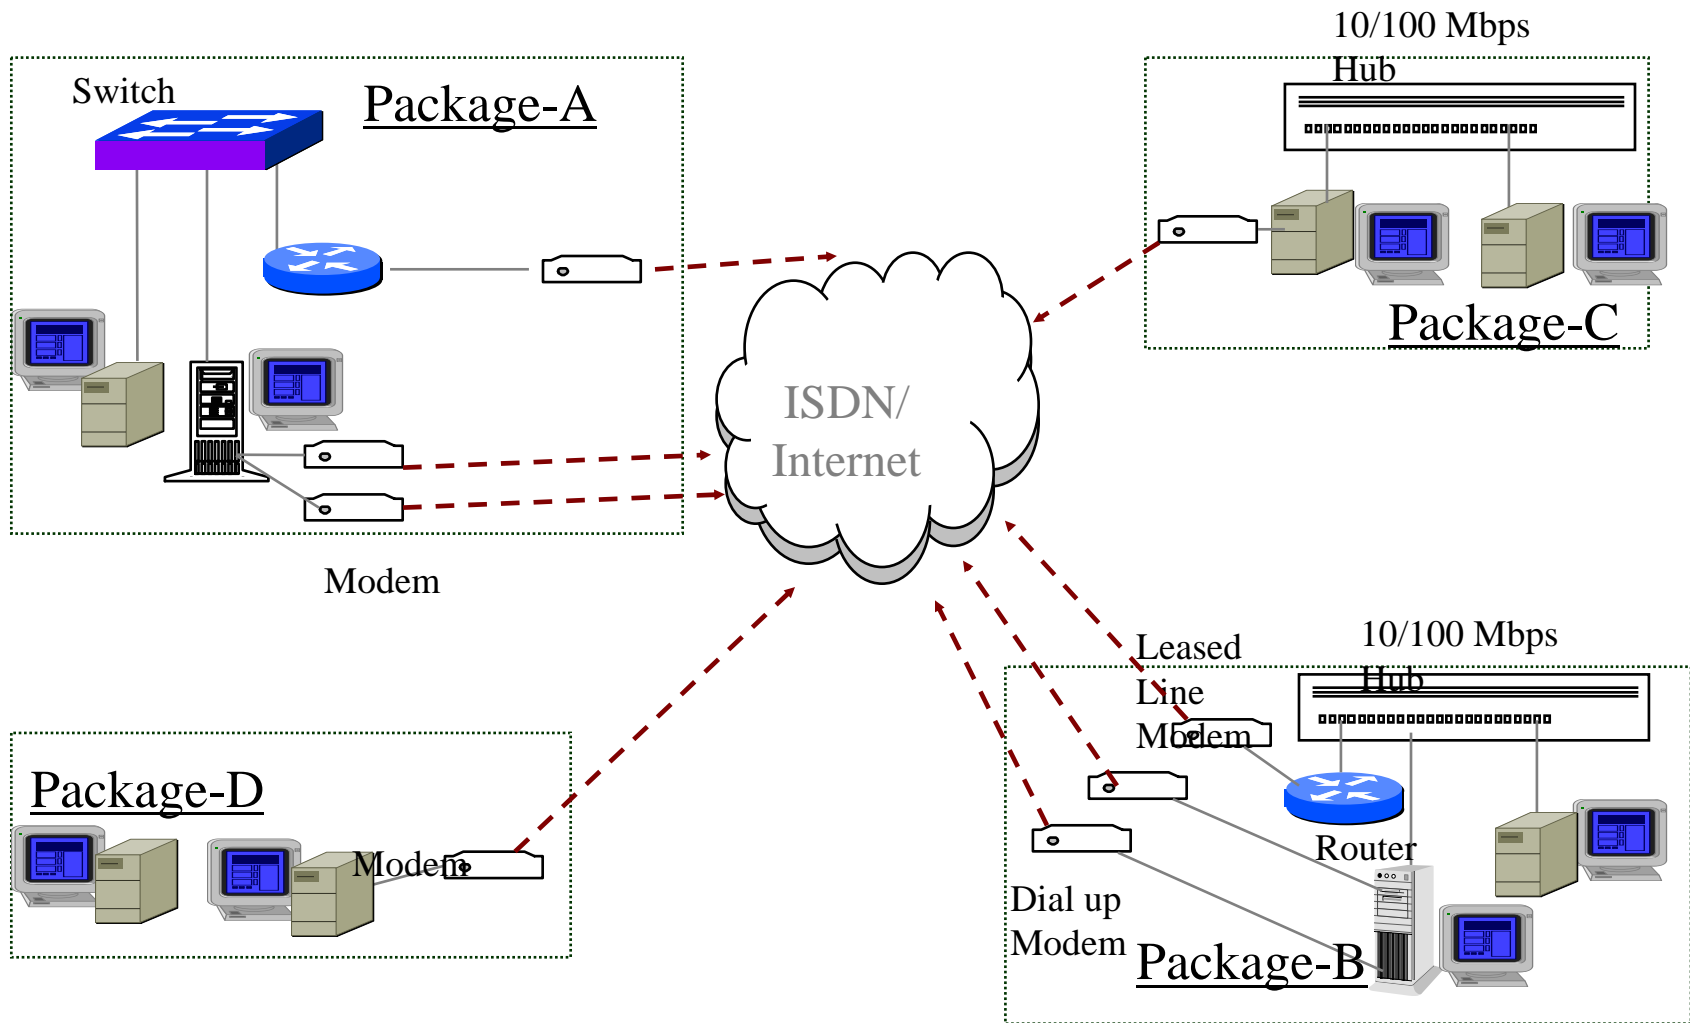 10/100 Mbps
Hub
Switch
Package-A
Package-C
ISDN/
Internet
Modem
Leased
Line
Modem
10/100 Mbps
Hub
Package-D
Modem
Router
Dial up
Modem
Package-B